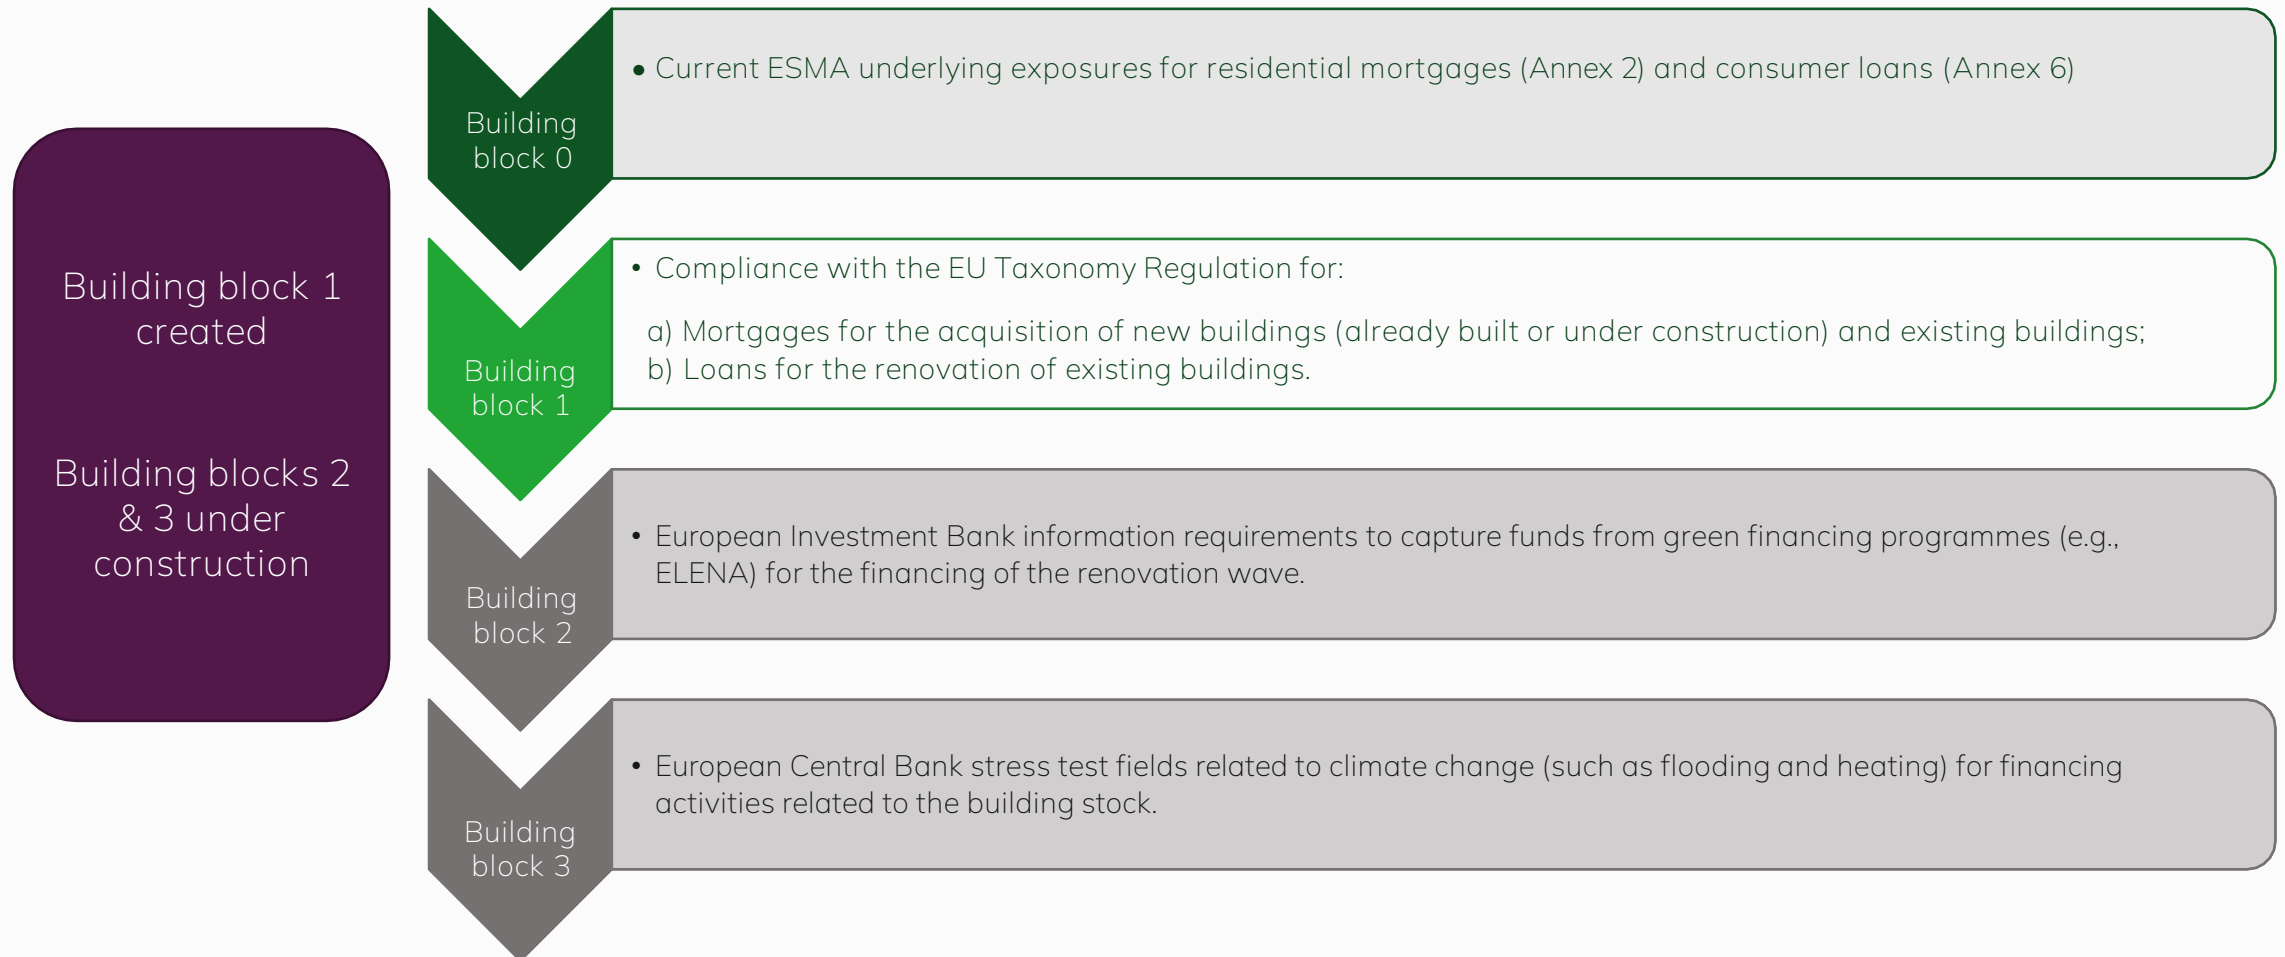 Building block 1
created
Building blocks 2
& 3 under
construction
Building
block 0
• Current ESMA underlying exposures for residential mortgages (Annex 2) and consumer loans (Annex 6)
Building
block 1
• Compliance with the EU Taxonomy Regulation for:
a) Mortgages for the acquisition of new buildings (already built or under construction) and existing buildings;
b) Loans for the renovation of existing buildings.
Building
block 2
• European Investment Bank information requirements to capture funds from green financing programmes (e.g.,
ELENA) for the financing of the renovation wave.
Building
block 3
• European Central Bank stress test fields related to climate change (such as flooding and heating) for financing
activities related to the building stock.